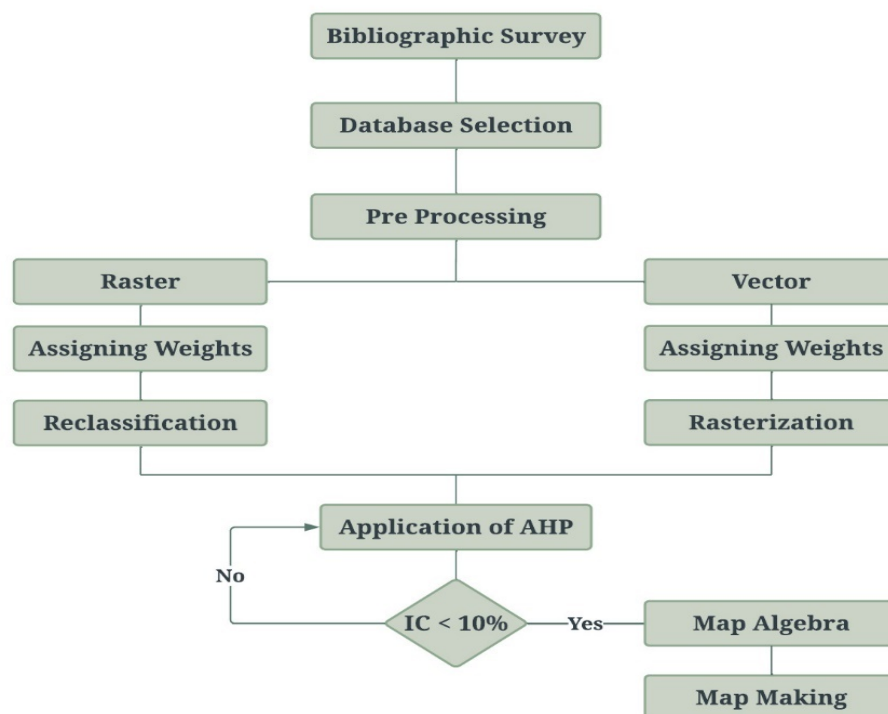 Bibliographic Survey
Database Selection
Pre Processing
Raster
Vector
Assigning Weights
Assigning Weights
Reclassification
Rasterization
Application of AHP
No
IC < 10%
Yes
Map Algebra
Map Making